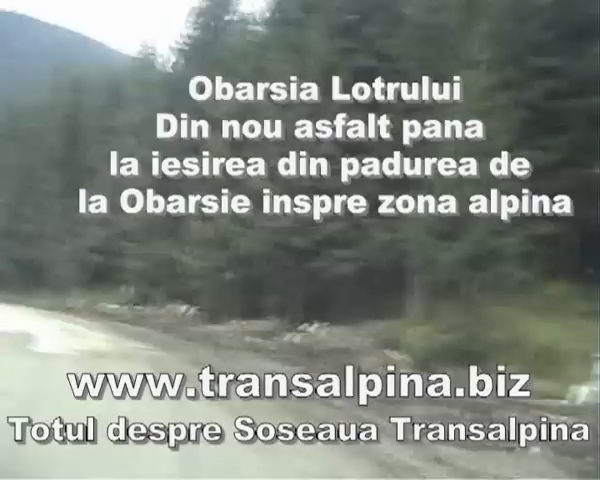 Obarsia Lotrului
Din nou asfalt pana
la iesirea din padurea de
la Obarsie inspre zona alpina
www.transalpina.biz
Totul despre Soseaua Transalpina